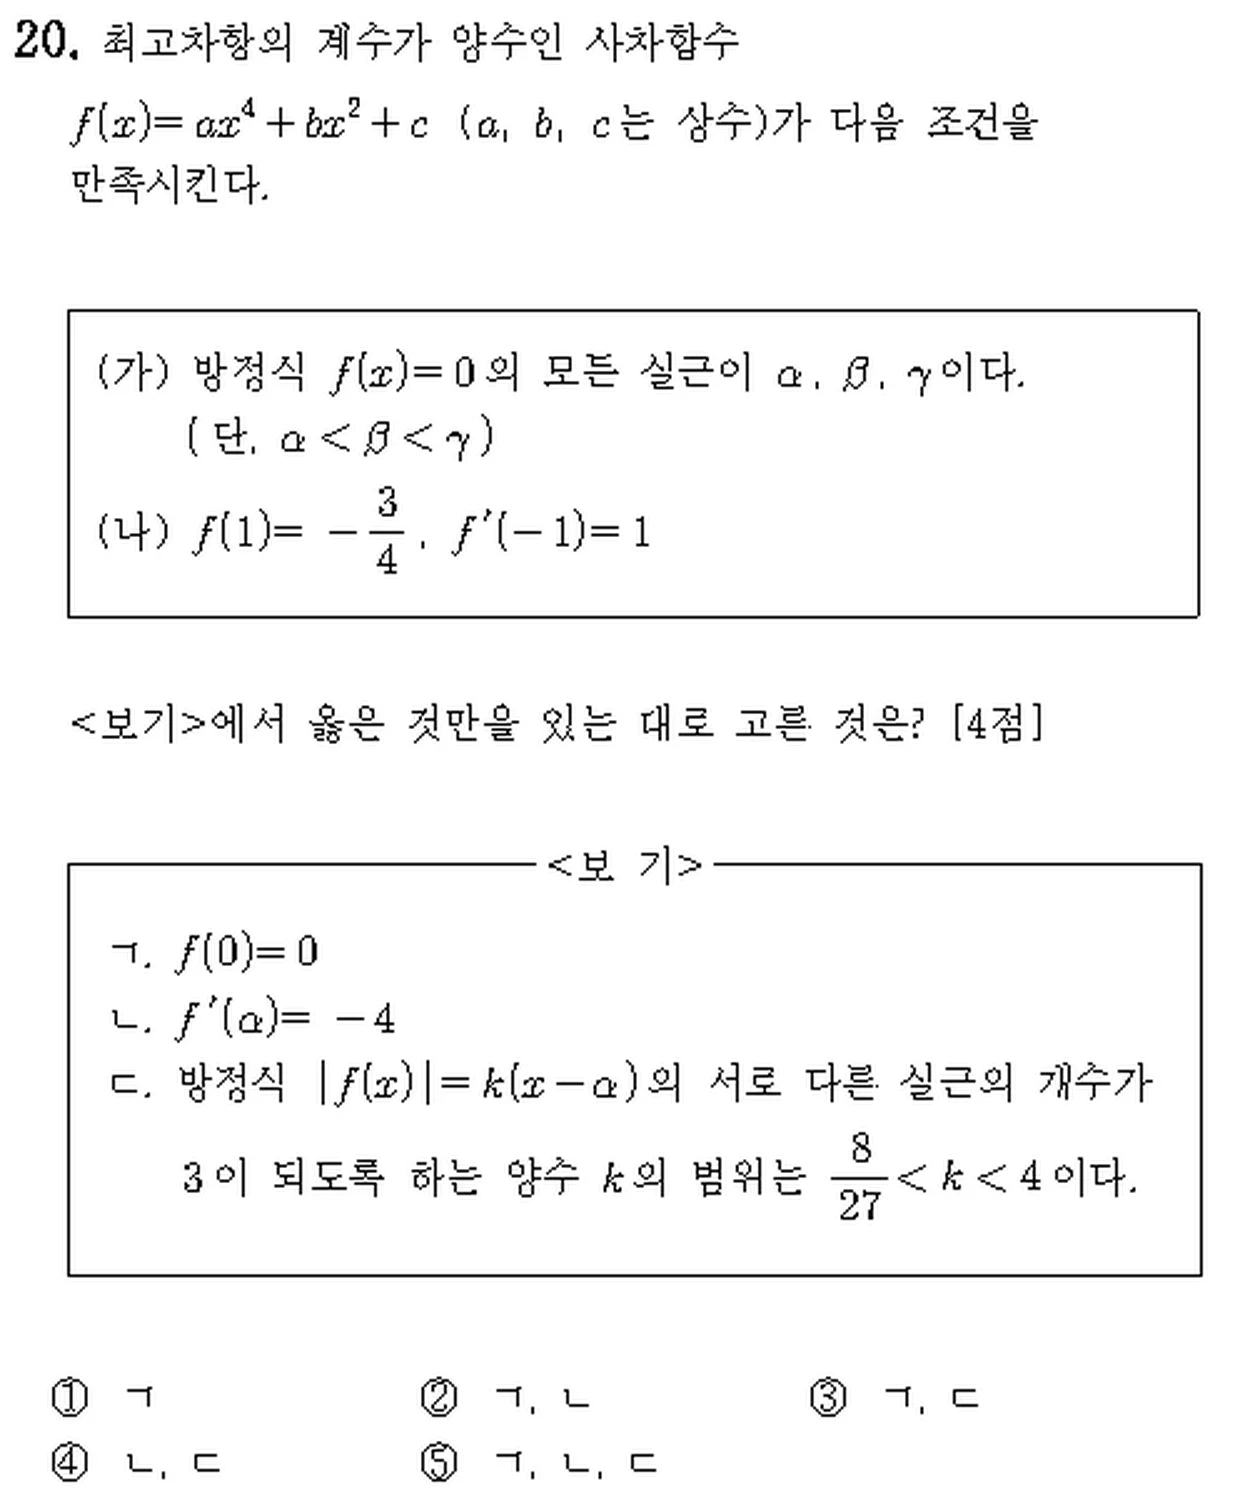 20. 최고차항의 계수가 양수인 사차함수
f(x)=ax⁴+bx²+c (a, b, c는 상수)가 다음 조건을
만족시킨다.
(가) 방정식 f(x)=0의 모든 실근이 α, β, γ이다.
(단, α<β<γ)
(나) f(1)= -3/4, f′(-1)=1
<보기>에서 옳은 것만을 있는 대로 고른 것은? [4점]
<보 기>
ㄱ. f(0)=0
ㄴ. f′(α)= -4
ㄷ. 방정식 |f(x)|=k(x-α)의 서로 다른 실근의 개수가
3이 되도록 하는 양수 k의 범위는 8/27<k<4이다.
① ㄱ ② ㄱ, ㄴ ③ ㄱ, ㄷ
④ ㄴ, ㄷ ⑤ ㄱ, ㄴ, ㄷ